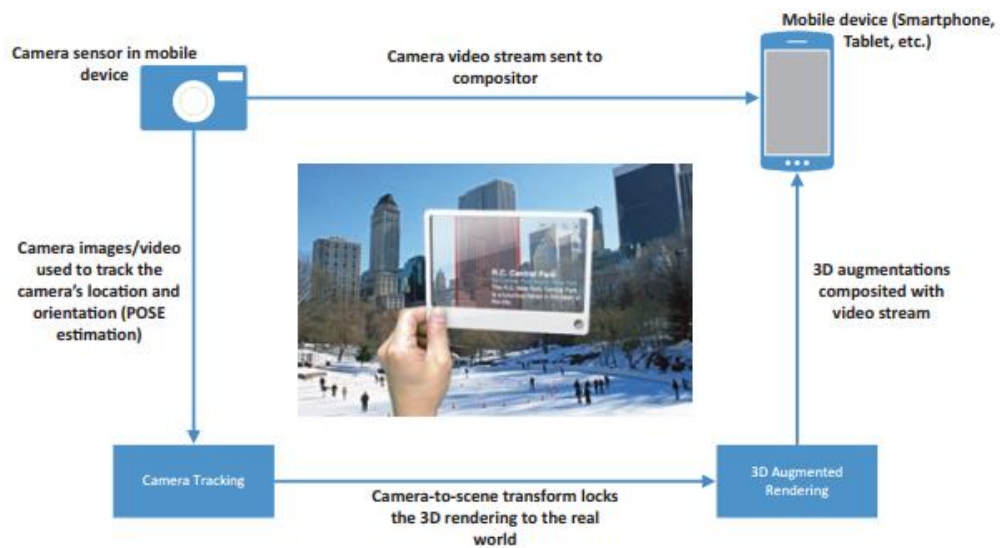 Mobile device (Smartphone,
Tablet, etc.)
Camera sensor in mobile
device
Camera video stream sent to
compositor
Camera images/video
used to track the
camera's location and
orientation (POSE
estimation)
R.C. Central Park
3D augmentations
composited with
video stream
Camera Tracking
3D Augmented
Rendering
Camera-to-scene transform locks
the 3D rendering to the real
world